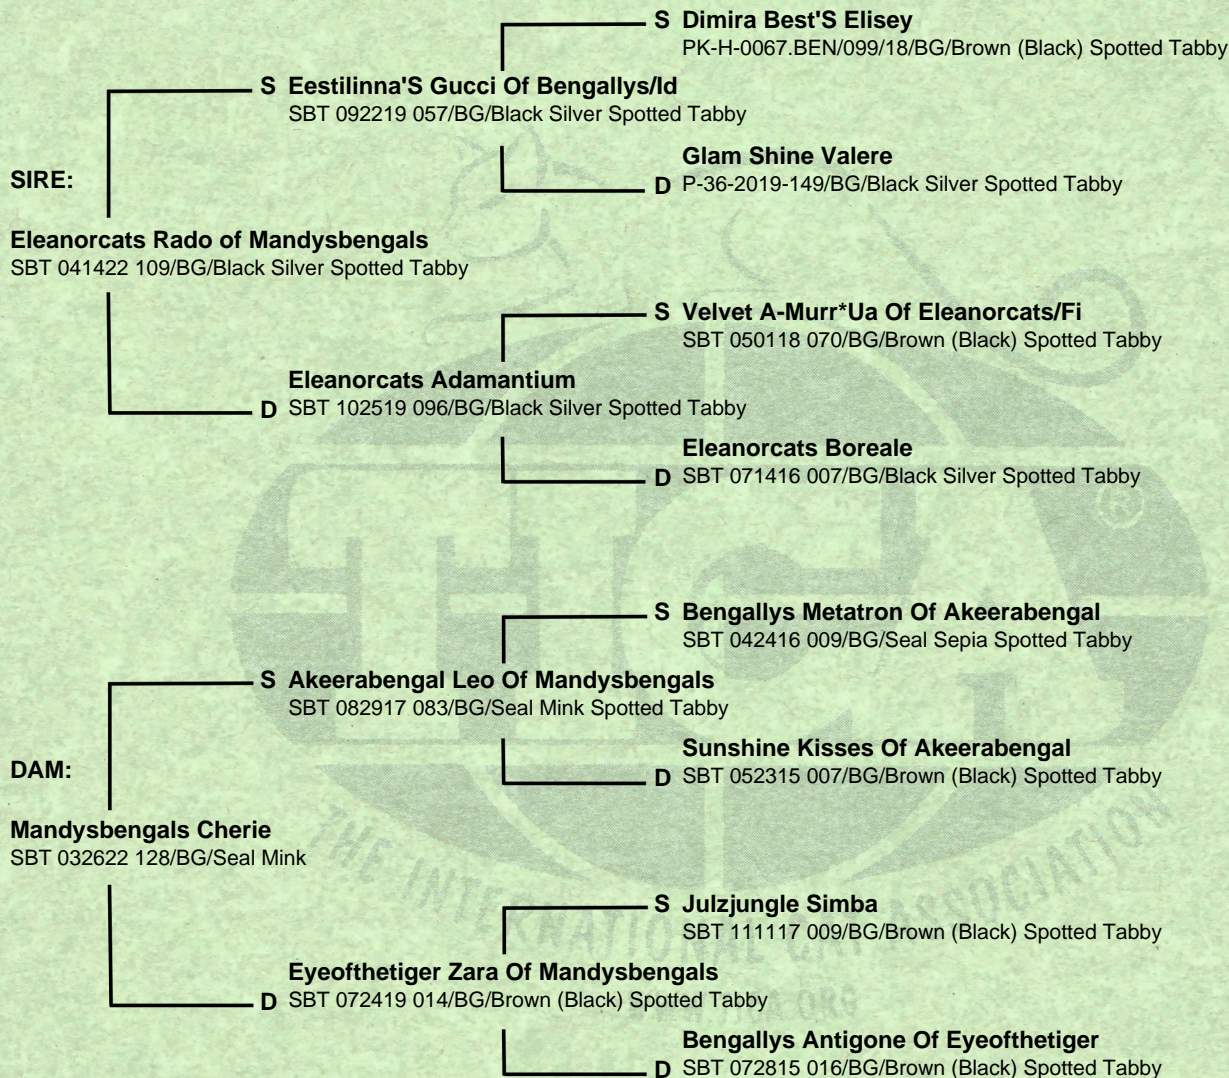 S Dimira Best'S Elisey
PK-H-0067.BEN/099/18/BG/Brown (Black) Spotted Tabby
S Eestilinna'S Gucci Of Bengallys/Id
SBT 092219 057/BG/Black Silver Spotted Tabby
Glam Shine Valere
D P-36-2019-149/BG/Black Silver Spotted Tabby
SIRE:
Eleanorcats Rado of Mandysbengals
SBT 041422 109/BG/Black Silver Spotted Tabby
S Velvet A-Murr*Ua Of Eleanorcats/Fi
SBT 050118 070/BG/Brown (Black) Spotted Tabby
Eleanorcats Adamantium
D SBT 102519 096/BG/Black Silver Spotted Tabby
Eleanorcats Boreale
D SBT 071416 007/BG/Black Silver Spotted Tabby
TICA
®
S Bengallys Metatron Of Akeerabengal
SBT 042416 009/BG/Seal Sepia Spotted Tabby
S Akeerabengal Leo Of Mandysbengals
SBT 082917 083/BG/Seal Mink Spotted Tabby
Sunshine Kisses Of Akeerabengal
D SBT 052315 007/BG/Brown (Black) Spotted Tabby
DAM:
Mandysbengals Cherie
SBT 032622 128/BG/Seal Mink
THE INTERNATIONAL CAT ASSOCIATION
S Julzjungle Simba
SBT 111117 009/BG/Brown (Black) Spotted Tabby
Eyeofthetiger Zara Of Mandysbengals
D SBT 072419 014/BG/Brown (Black) Spotted Tabby
Bengallys Antigone Of Eyeofthetiger
D SBT 072815 016/BG/Brown (Black) Spotted Tabby